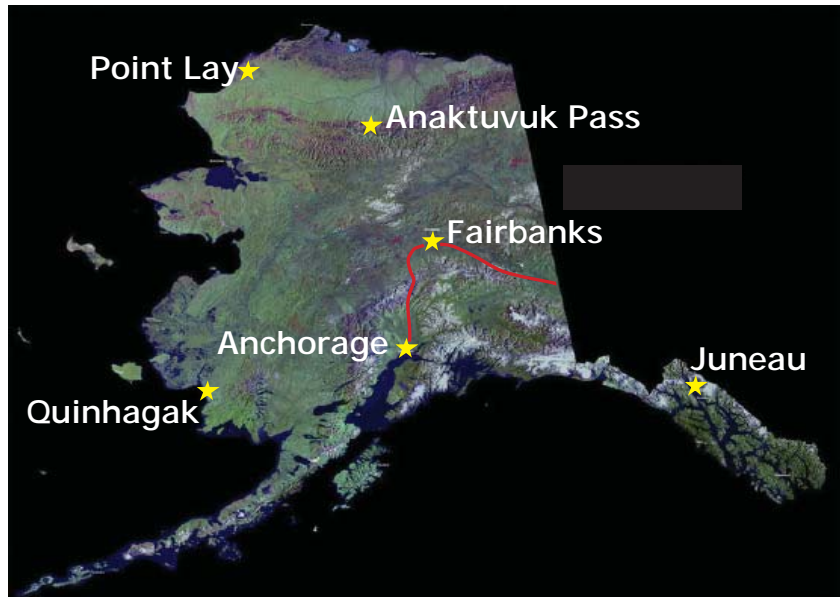 Point Lay
Anaktuvuk Pass
Fairbanks
Anchorage
Juneau
Quinhagak